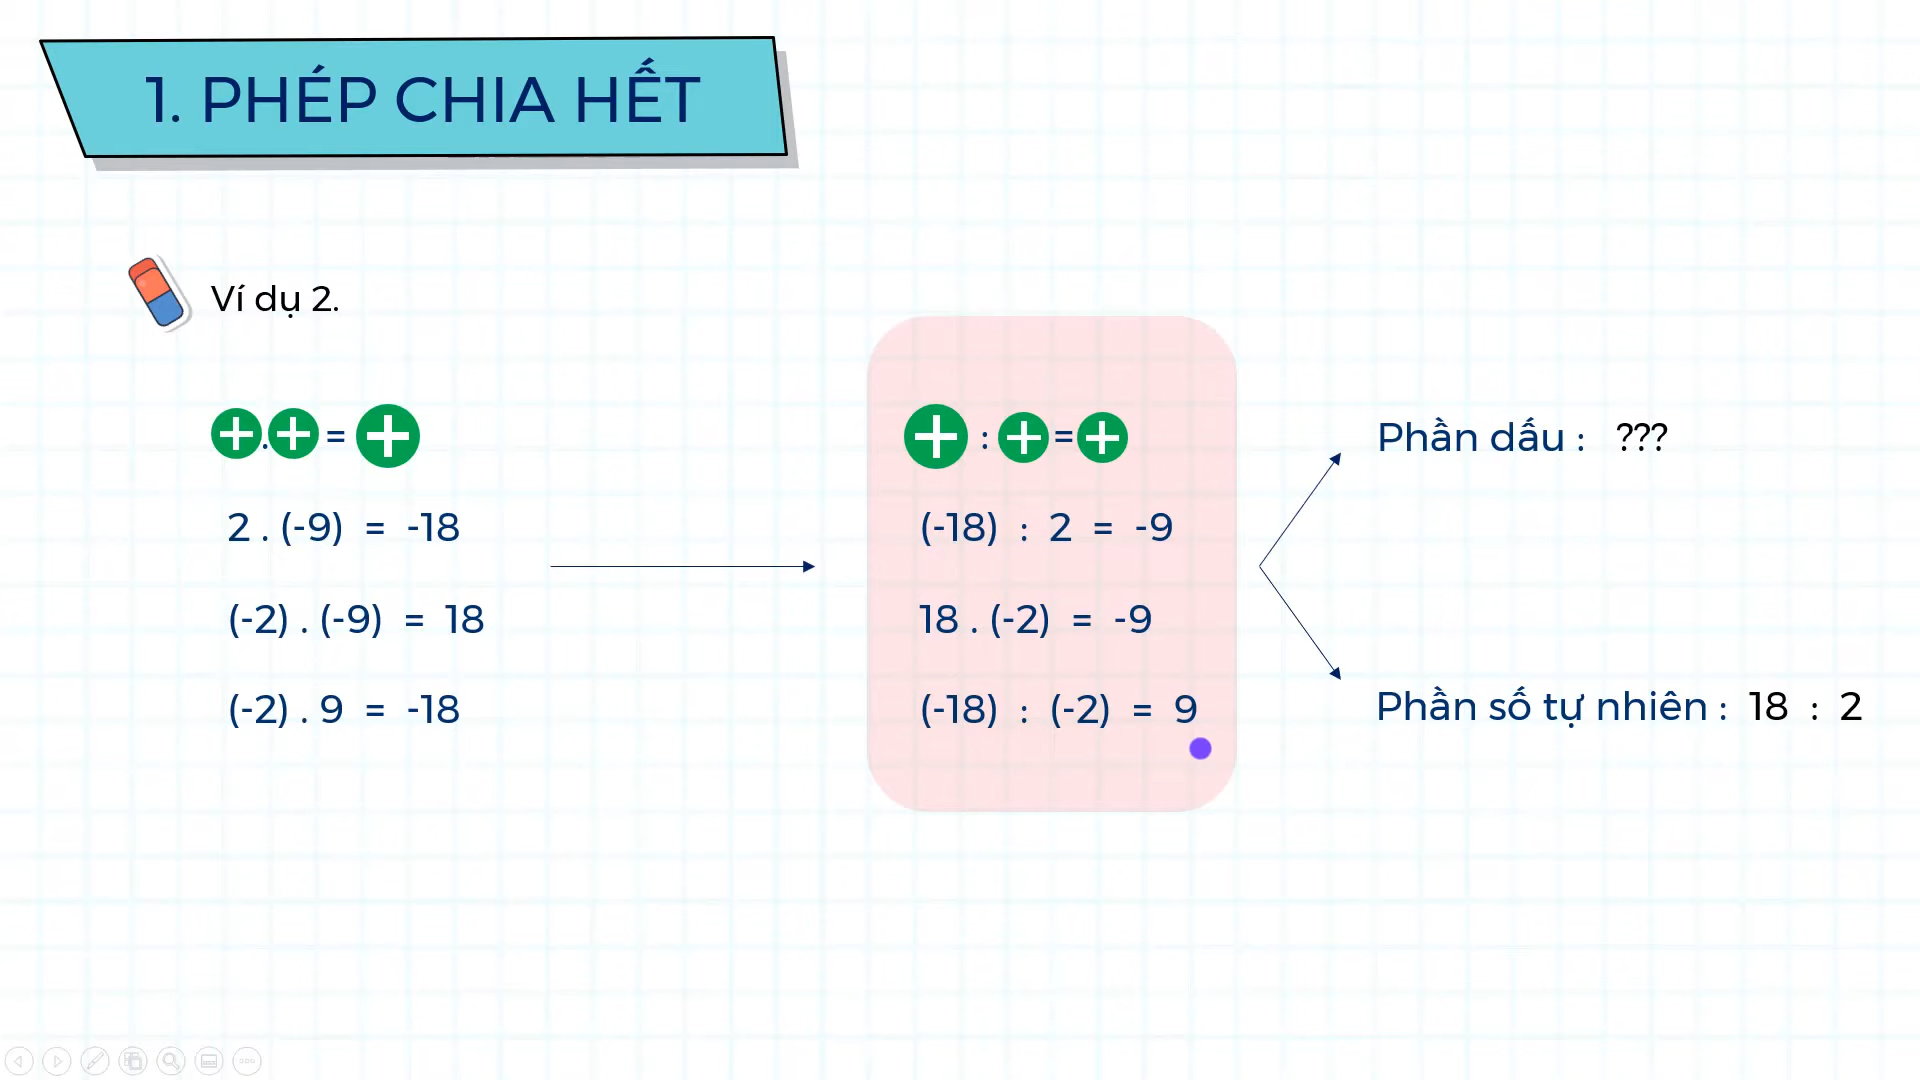 1. PHÉP CHIA HẾT
Ví dụ 2.
+ . + = +
2 . (-9) = -18
(-2) . (-9) = 18
(-2) . 9 = -18
+ : + = +
(-18) : 2 = -9
18 . (-2) = -9
(-18) : (-2) = 9
Phần dấu : ???
Phần số tự nhiên : 18 : 2